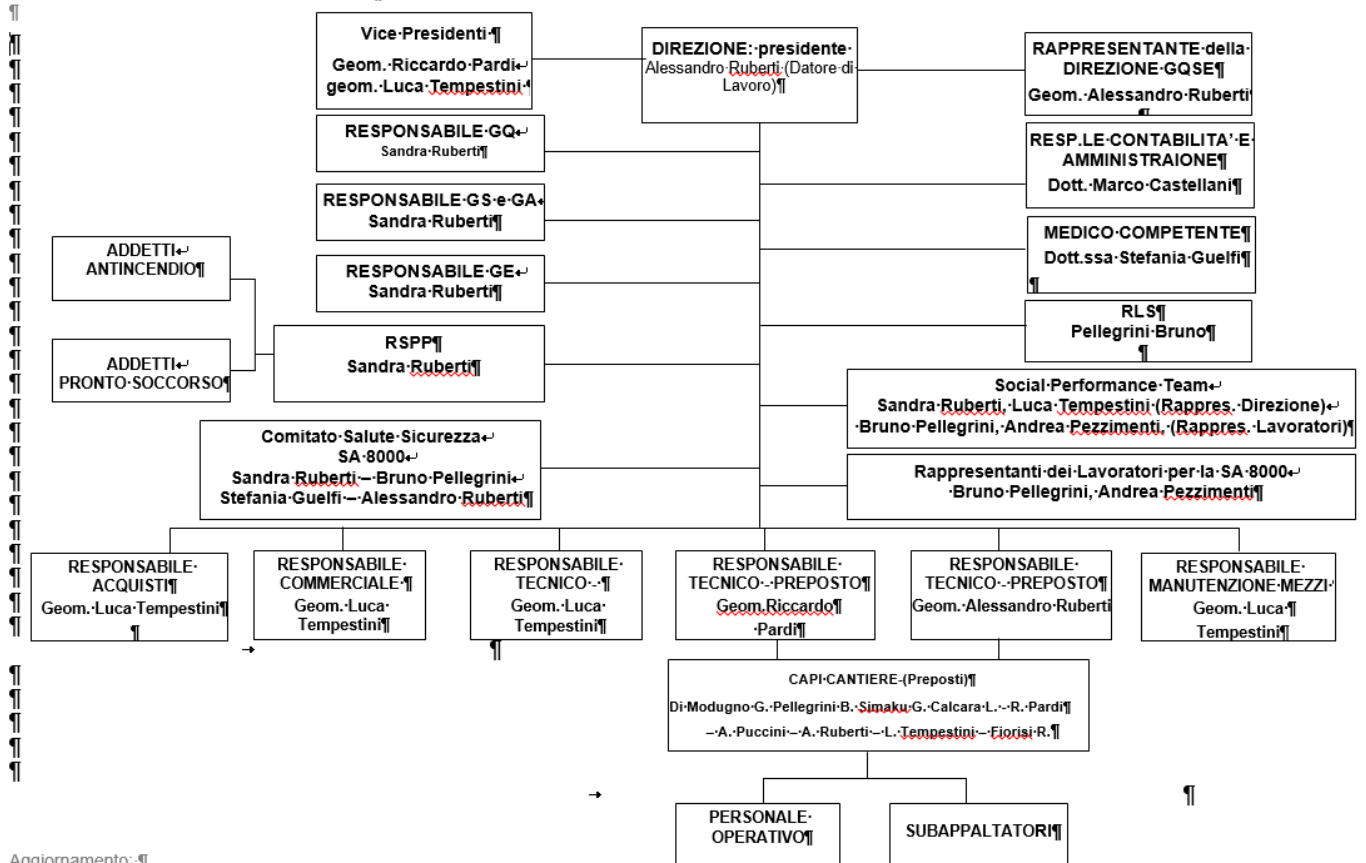 Vice Presidenti
Geom. Riccardo Pardi
geom. Luca Tempestini
DIREZIONE: presidente
Alessandro Ruberti (Datore di
Lavoro)
RAPPRESENTANTE della
DIREZIONE GQSE
Geom. Alessandro Ruberti
RESPONSABILE GQ
Sandra Ruberti
RESP.LE CONTABILITA' E
AMMINISTRAIONE
Dott. Marco Castellani
RESPONSABILE GS e GA
Sandra Ruberti
MEDICO COMPETENTE
Dott.ssa Stefania Guelfi
ADDETTI
ANTINCENDIO
RESPONSABILE GE
Sandra Ruberti
RLS
Pellegrini Bruno
ADDETTI
PRONTO SOCCORSO
RSPP
Sandra Ruberti
Social Performance Team
Sandra Ruberti, Luca Tempestini (Rappres. Direzione)
Bruno Pellegrini, Andrea Pezzimenti, (Rappres. Lavoratori)
Comitato Salute Sicurezza
SA 8000
Sandra Ruberti – Bruno Pellegrini
Stefania Guelfi – Alessandro Ruberti
Rappresentanti dei Lavoratori per la SA 8000
Bruno Pellegrini, Andrea Pezzimenti
RESPONSABILE
ACQUISTI
Geom. Luca Tempestini
RESPONSABILE
COMMERCIALE
Geom. Luca
Tempestini
RESPONSABILE
TECNICO -
Geom. Luca
Tempestini
RESPONSABILE
TECNICO - PREPOSTO
Geom.Riccardo
Pardi
RESPONSABILE
TECNICO - PREPOSTO
Geom. Alessandro Ruberti
RESPONSABILE
MANUTENZIONE MEZZI
Geom. Luca
Tempestini
CAPI CANTIERE-(Preposti)
Di Modugno G. Pellegrini B. Simaku G. Calcara L. - R. Pardi
– A. Puccini – A. Ruberti – L. Tempestini – Fiorisi R.
PERSONALE
OPERATIVO
SUBAPPALTATORI
Aggiornamento: